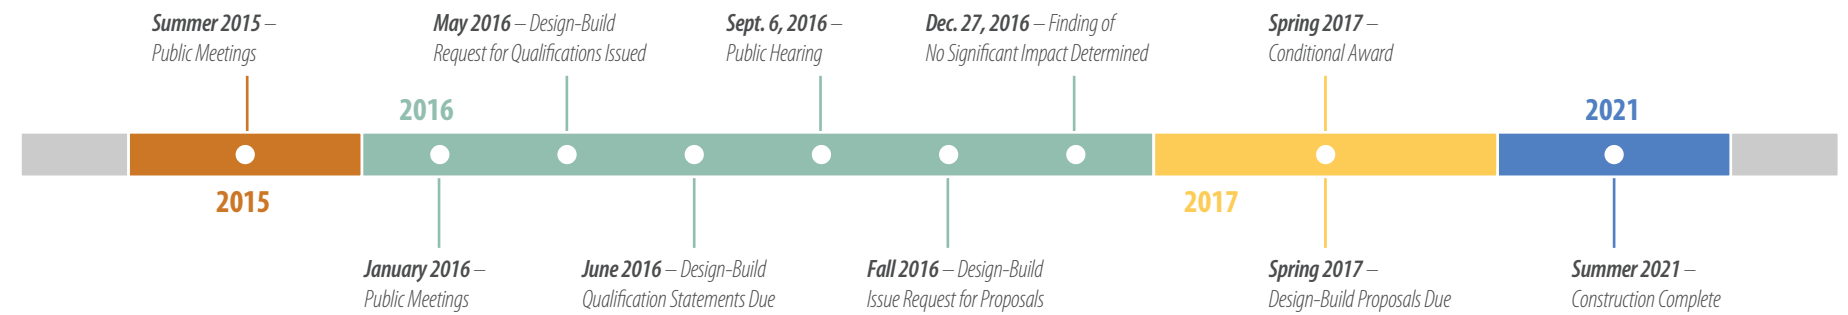 Summer 2015 –
Public Meetings
May 2016 – Design-Build
Request for Qualifications Issued
Sept. 6, 2016 –
Public Hearing
Dec. 27, 2016 – Finding of
No Significant Impact Determined
Spring 2017 –
Conditional Award
2016
2021
2015
2017
January 2016 –
Public Meetings
June 2016 – Design-Build
Qualification Statements Due
Fall 2016 – Design-Build
Issue Request for Proposals
Spring 2017 –
Design-Build Proposals Due
Summer 2021 –
Construction Complete